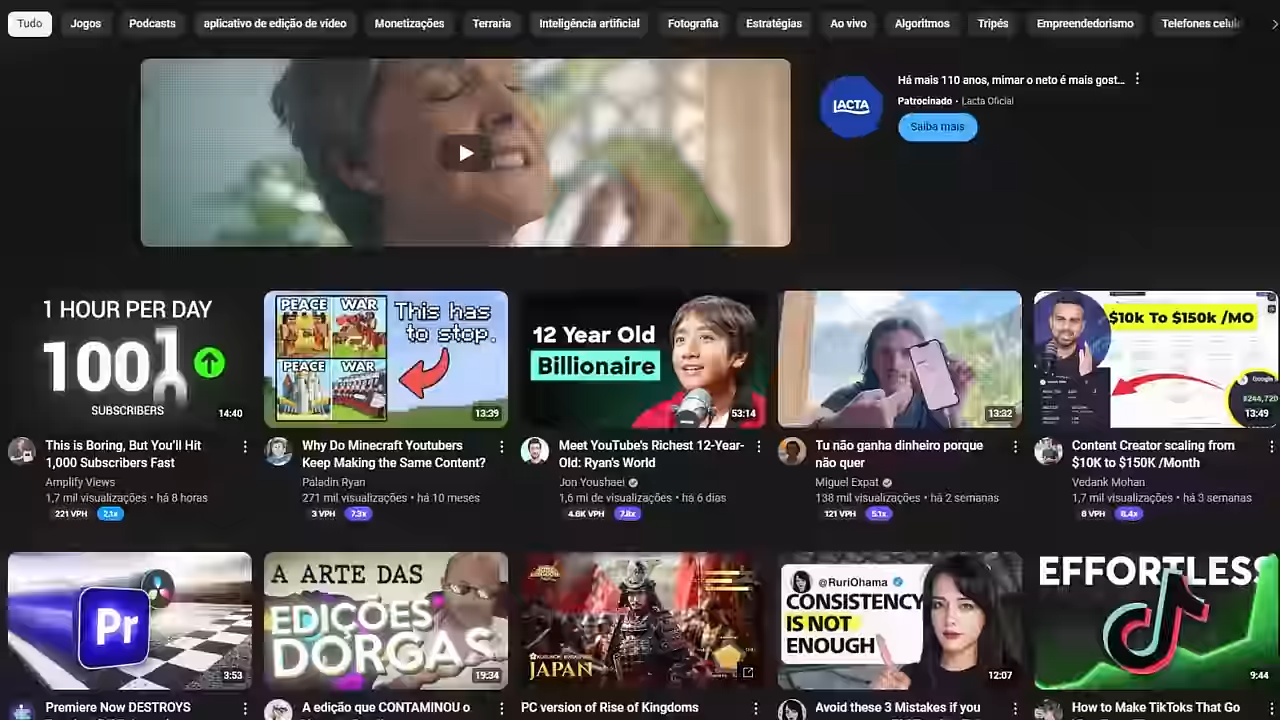 Tudo
Jogos
Podcasts
aplicativo de edição de vídeo
Monetizações
Terraria
Inteligência artificial
Fotografia
Estratégias
Ao vivo
Algoritmos
Tripés
Empreendedorismo
Telefones celul
LACTA
Há mais 110 anos, mimar o neto é mais gost...
Patrocinado • Lacta Oficial
Saiba mais
1 HOUR PER DAY
1001
SUBSCRIBERS
14:40
This is Boring, But You'll Hit
1,000 Subscribers Fast
Amplify Views
1,7 mil visualizações • há 8 horas
221 VPH 2.1x
PEACE WAR
PEACE WAR
This has
to stop.
13:39
Why Do Minecraft Youtubers
Keep Making the Same Content?
Paladin Ryan
271 mil visualizações • há 10 meses
3 VPH 7.3x
12 Year Old
Billionaire
53:14
Meet YouTube's Richest 12-Year-
Old: Ryan's World
Jon Youshaei
1,6 mi de visualizações • há 6 dias
4.6K VPH 7.8x
13:32
Tu não ganha dinheiro porque
não quer
Miguel Expat
138 mil visualizações • há 2 semanas
121 VPH 5.1x
$10k To $150k /MO
Google
$244,720
13:49
Content Creator scaling from
$10K to $150K /Month
Vedank Mohan
1,7 mil visualizações • há 3 semanas
8 VPH 8.4x
Pr
3:53
Premiere Now DESTROYS
A ARTE DAS
EDIÇÕES
DORGAS
19:34
A edição que CONTAMINOU o
JAPAN
PC version of Rise of Kingdoms
@RuriOhama
CONSISTENCY
IS NOT
ENOUGH
12:07
Avoid these 3 Mistakes if you
EFFORTLESS
9:44
How to Make TikToks That Go